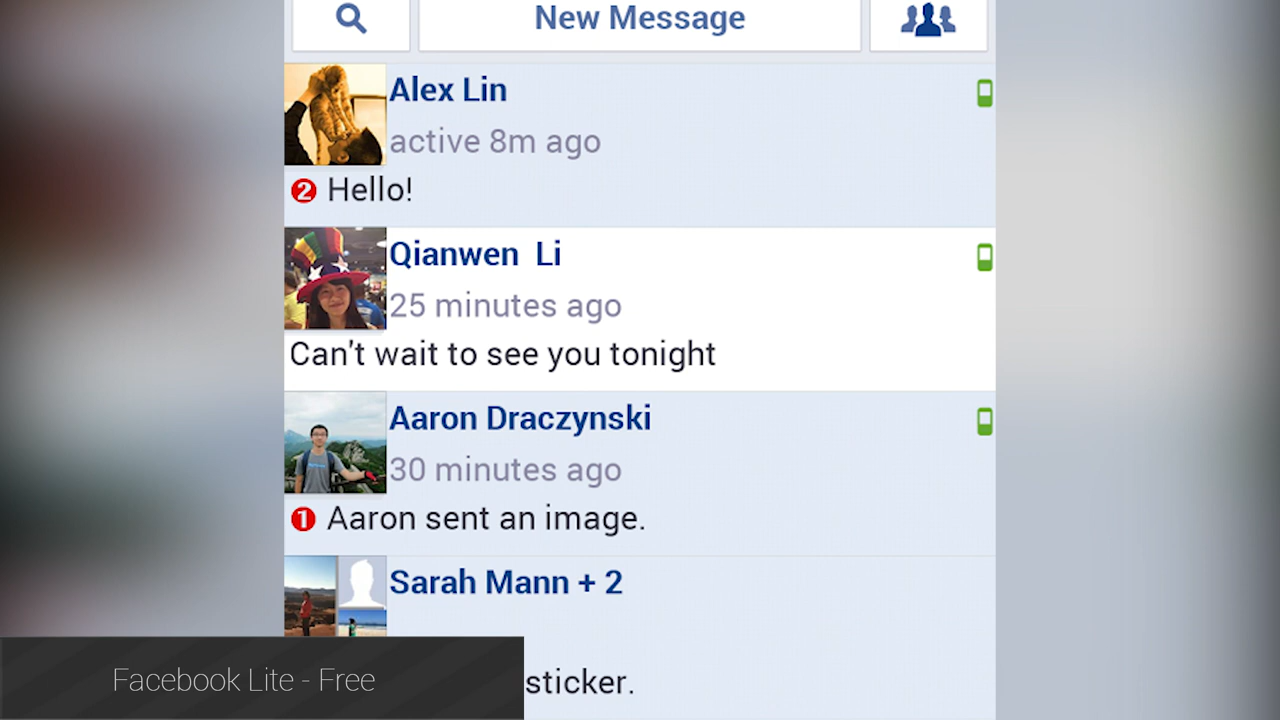 New Message
Alex Lin
active 8m ago
2 Hello!
Qianwen Li
25 minutes ago
Can't wait to see you tonight
Aaron Draczynski
30 minutes ago
1 Aaron sent an image.
Sarah Mann + 2
sticker.
Facebook Lite - Free